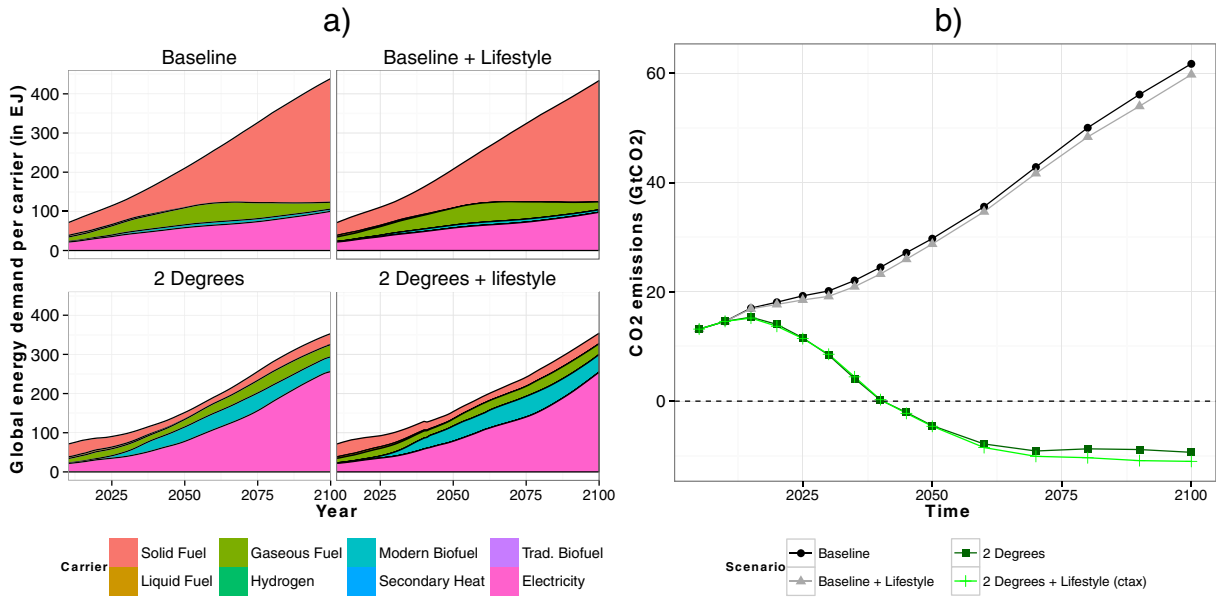 a)
Baseline
Baseline + Lifestyle
400
300
200
100
0
2 Degrees
2 Degrees + lifestyle
400
300
200
100
0
2025
2050
2075
2100
2025
2050
2075
2100
Global energy demand per carrier (in EJ)
Year
Carrier
Solid Fuel
Gaseous Fuel
Modern Biofuel
Trad. Biofuel
Liquid Fuel
Hydrogen
Secondary Heat
Electricity
b)
60
40
20
0
2025
2050
2075
2100
CO2 emissions (GtCO2)
Time
Scenario
Baseline
2 Degrees
Baseline + Lifestyle
2 Degrees + Lifestyle (ctax)